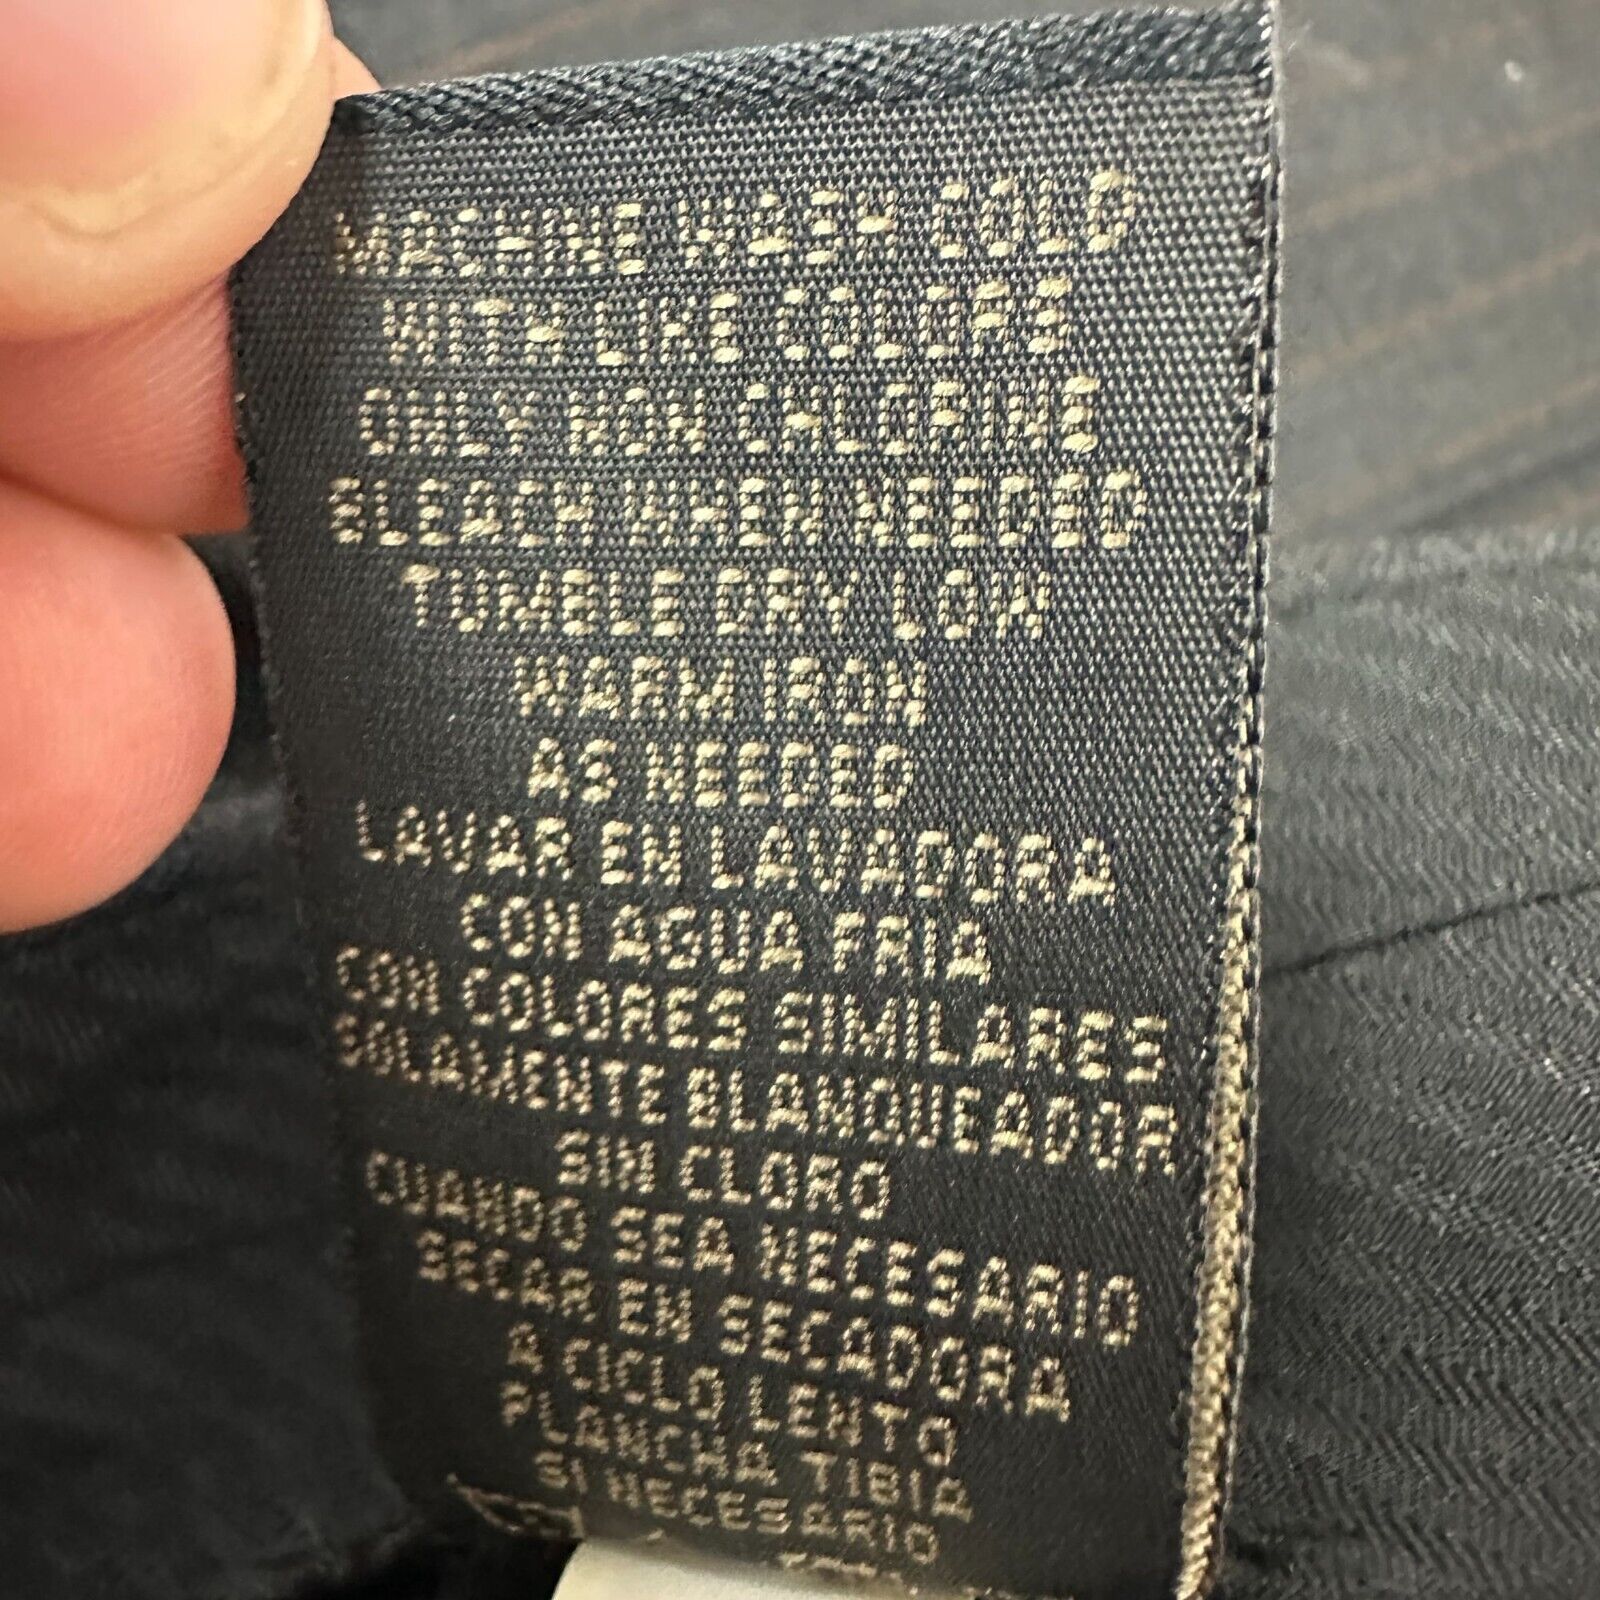 MACHINE WASH COLD
WITH LIKE COLORS
ONLY NON CHLORINE
BLEACH WHEN NEEDED
TUMBLE DRY LOW
WARM IRON
AS NEEDED
LAVAR EN LAVADORA
CON AGUA FRIA
CON COLORES SIMILARES
SOLAMENTE BLANQUEADOR
SIN CLORO
CUANDO SEA NECESARIO
SECAR EN SECADORA
A CICLO LENTO
PLANCHA TIBIA
SI NECESARIO